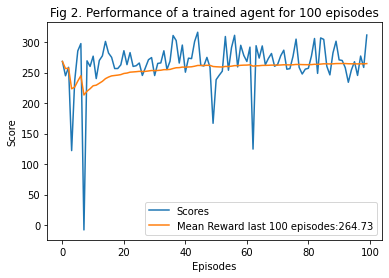 Fig 2. Performance of a trained agent for 100 episodes
300
250
200
150
100
50
0
Score
0 20 40 60 80 100
Episodes
Scores
Mean Reward last 100 episodes:264.73